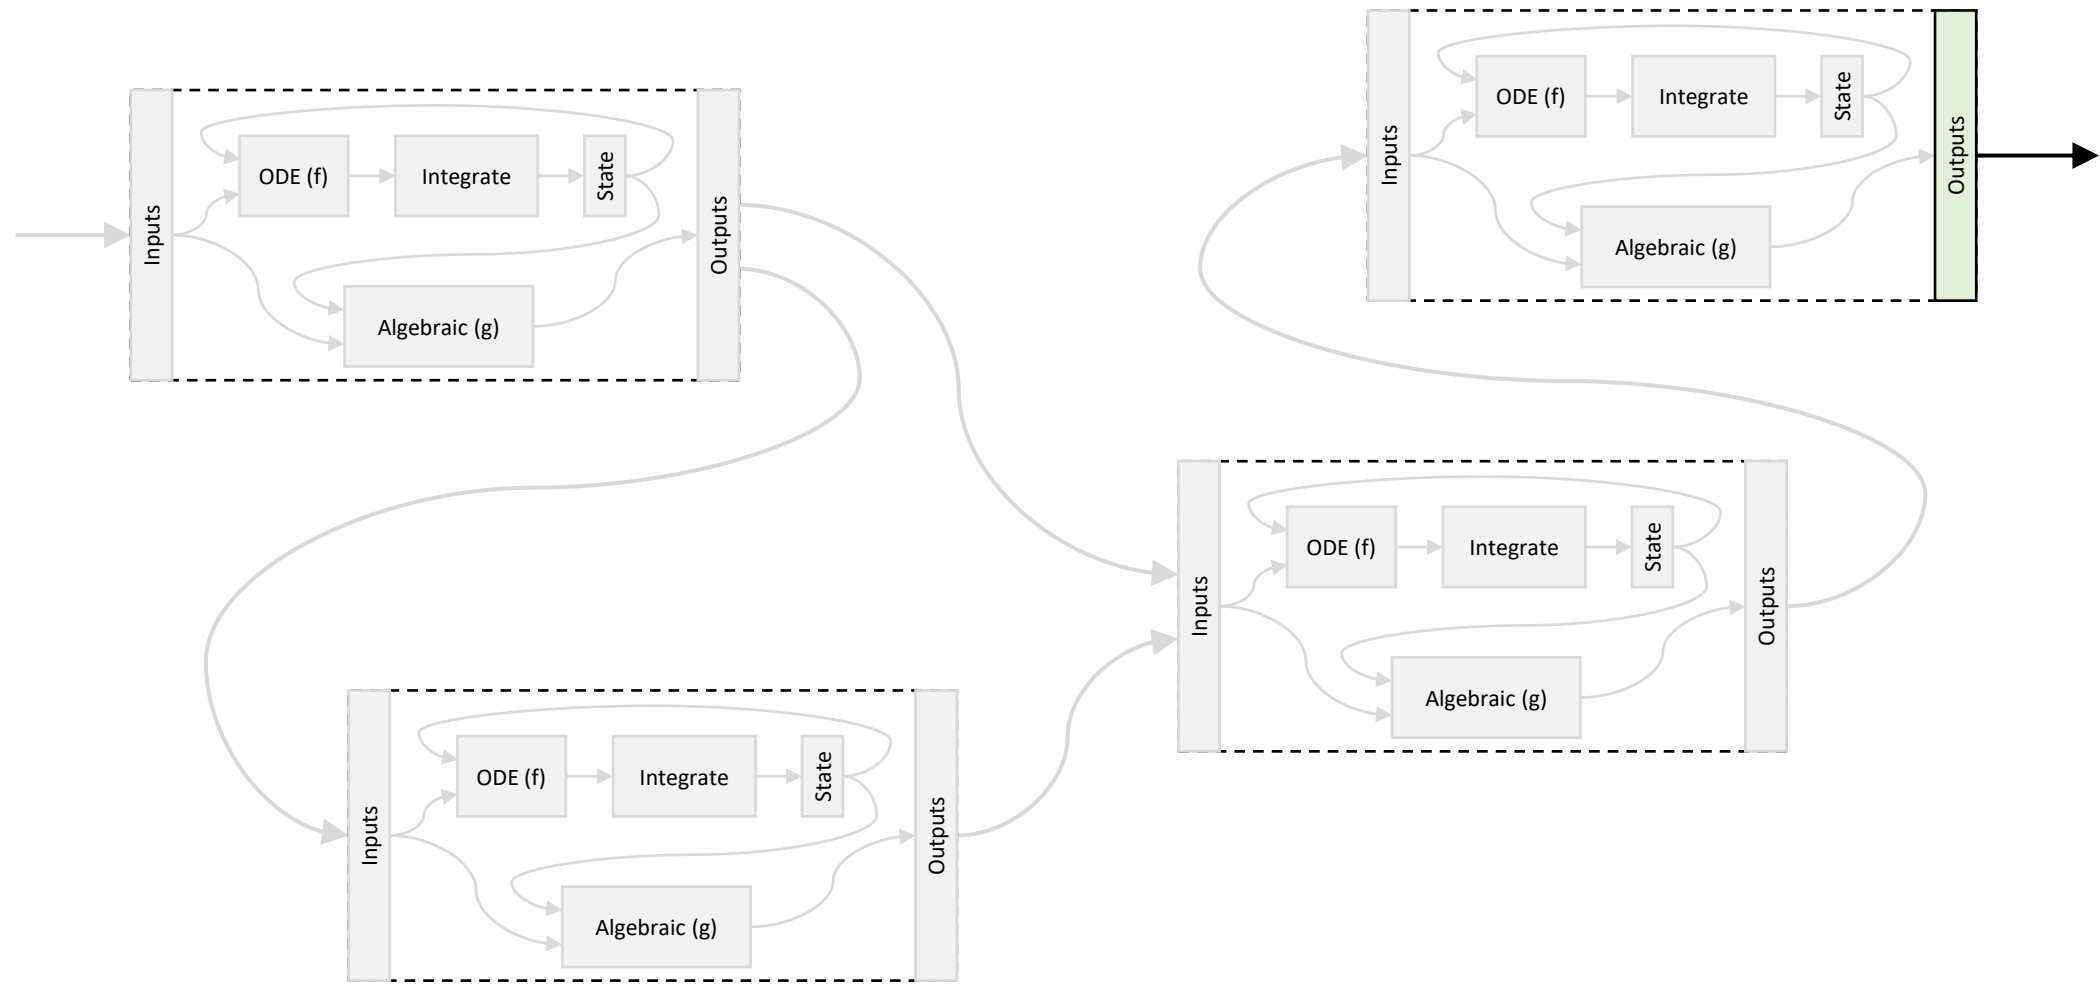 Inputs
ODE (f)
Integrate
State
Algebraic (g)
Outputs
Inputs
ODE (f)
Integrate
State
Algebraic (g)
Outputs
Inputs
ODE (f)
Integrate
State
Algebraic (g)
Outputs
Inputs
ODE (f)
Integrate
State
Algebraic (g)
Outputs